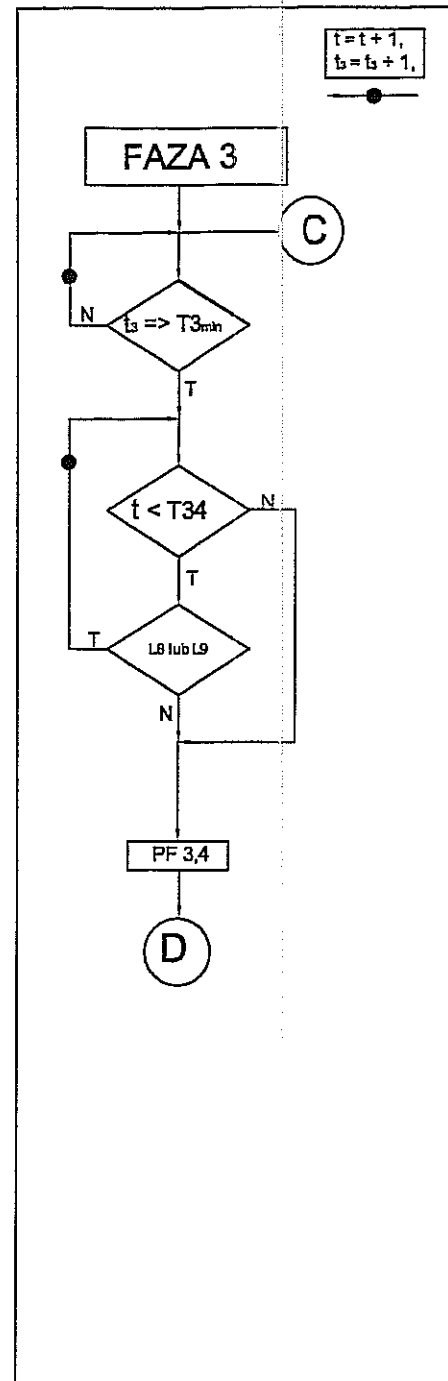 t = t + 1,
t₃ = t₃ + 1,
FAZA 3
C
N
t₃ => T3min
T
t < T34
N
T
T
L8 lub L9
N
PF 3,4
D